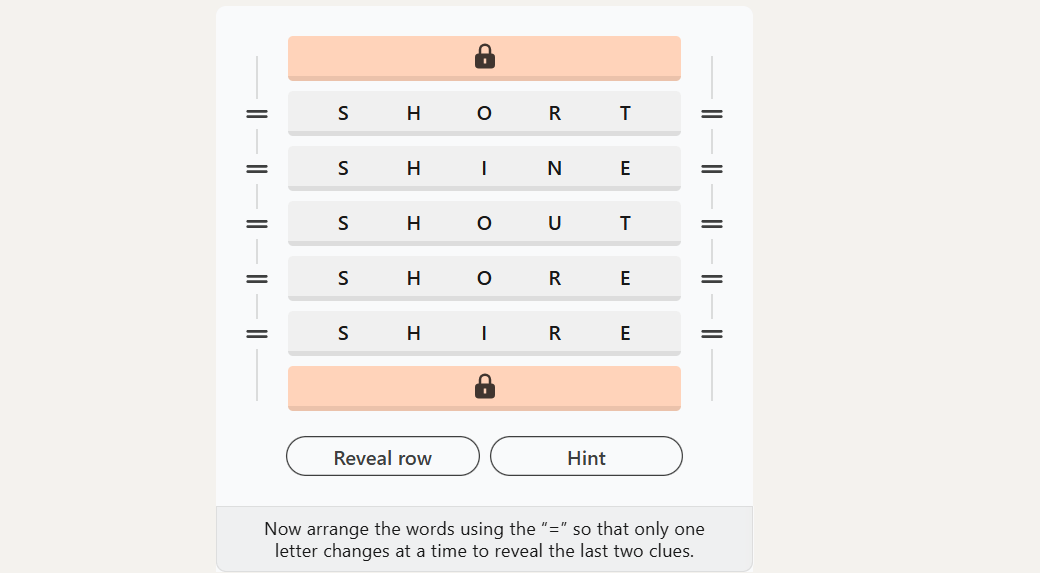 S H O R T
S H I N E
S H O U T
S H O R E
S H I R E
Reveal row Hint
Now arrange the words using the “=” so that only one
letter changes at a time to reveal the last two clues.